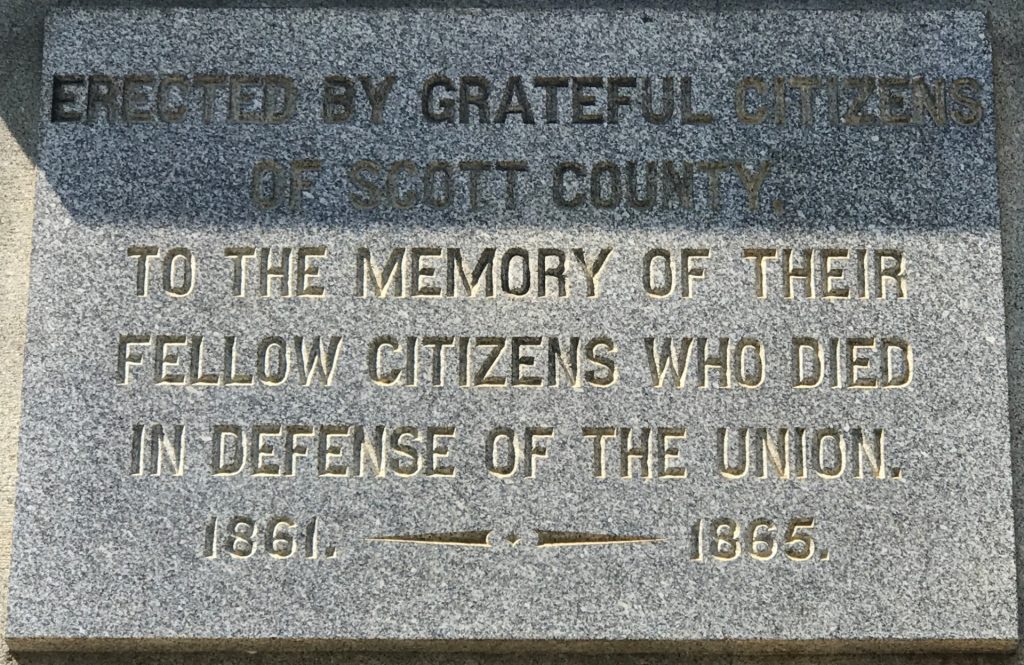 ERECTED BY GRATEFUL CITIZENS
OF SCOTT COUNTY.
TO THE MEMORY OF THEIR
FELLOW CITIZENS WHO DIED
IN DEFENSE OF THE UNION.
1861. 1865.